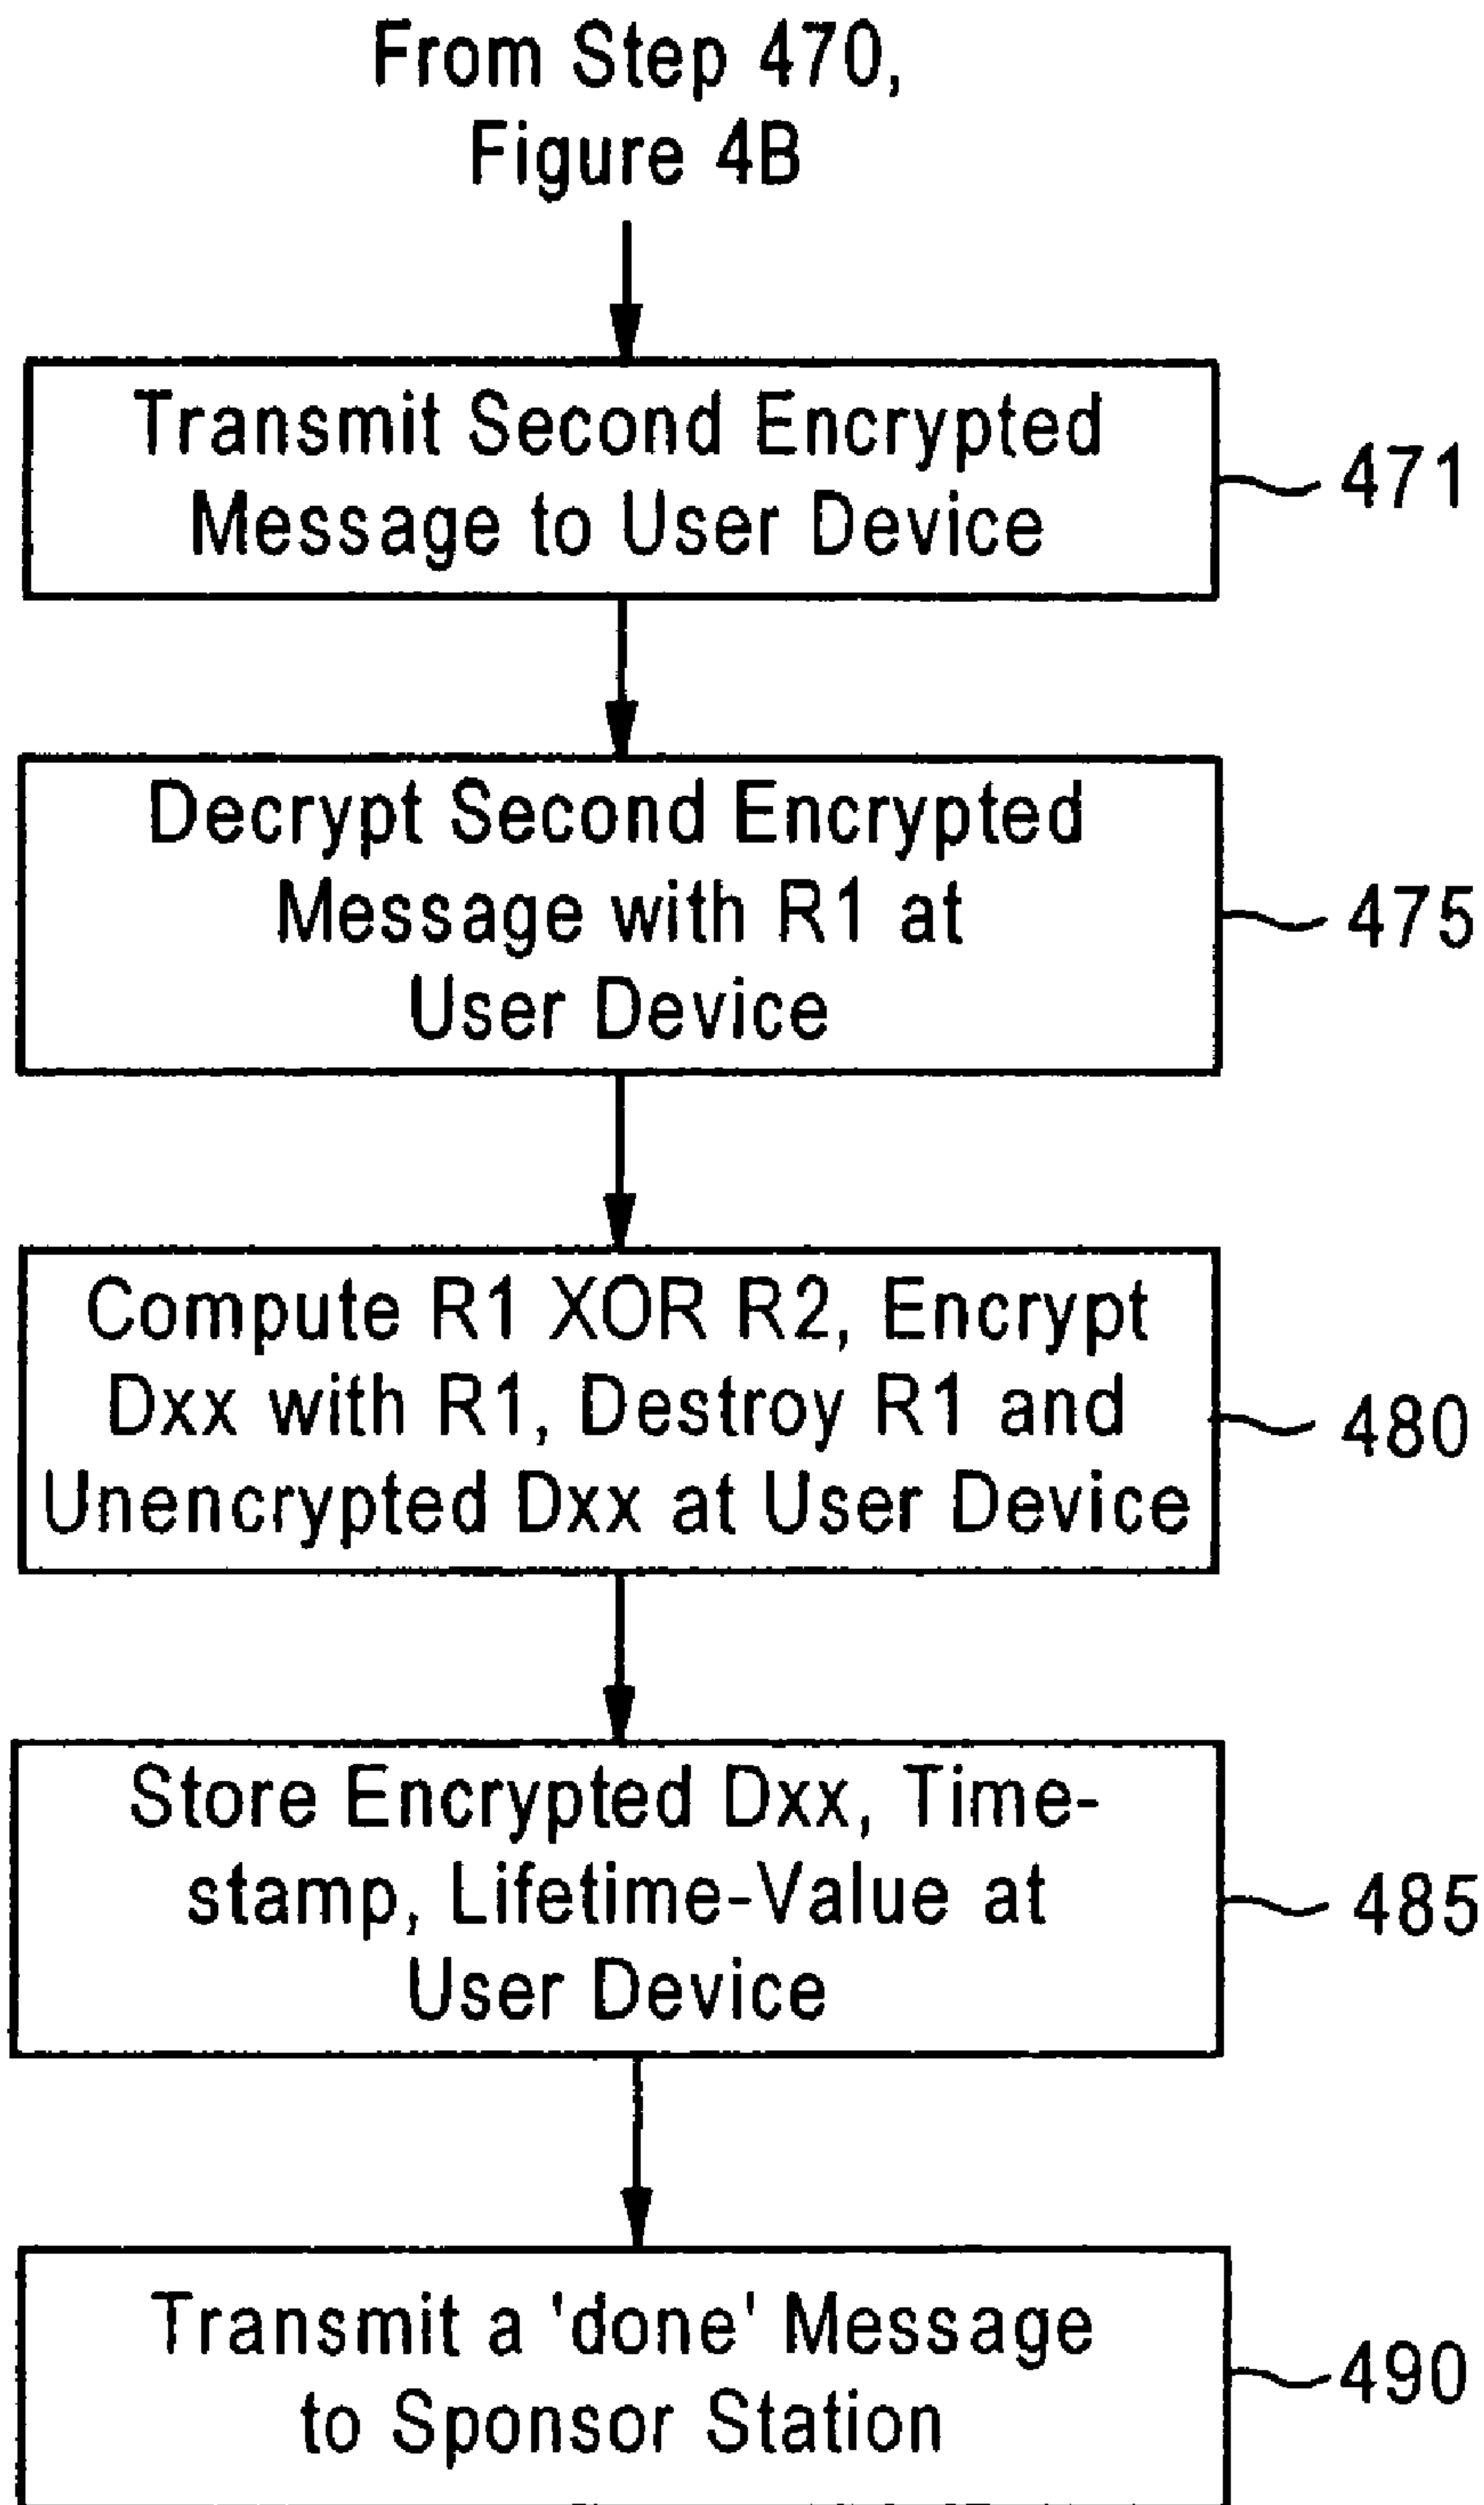 From Step 470,
Figure 4B
Transmit Second Encrypted
Message to User Device
471
Decrypt Second Encrypted
Message with R1 at
User Device
475
Compute R1 XOR R2, Encrypt
Dxx with R1, Destroy R1 and
Unencrypted Dxx at User Device
480
Store Encrypted Dxx, Time-
stamp, Lifetime-Value at
User Device
485
Transmit a 'done' Message
to Sponsor Station
490